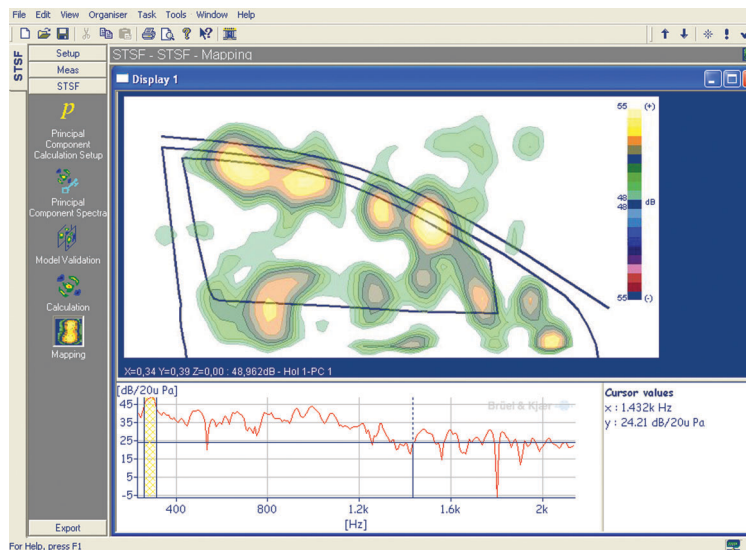 File Edit View Organiser Task Tools Window Help
STSF
Setup
Meas
STSF
p
Principal
Component
Calculation Setup
Principal
Component Spectra
Model Validation
Calculation
Mapping
Export
STSF - STSF - Mapping
Display 1
55 (+)
48
48 dB
55 (-)
X=0,34 Y=0,39 Z=0,00 : 48,962dB - Hol 1-PC 1
[dB/20u Pa]
45
35
25
15
5
-5
400 800 1.2k 1.6k 2k
[Hz]
Brüel & Kjær
Cursor values
x : 1.432k Hz
y : 24.21 dB/20u Pa
For Help, press F1